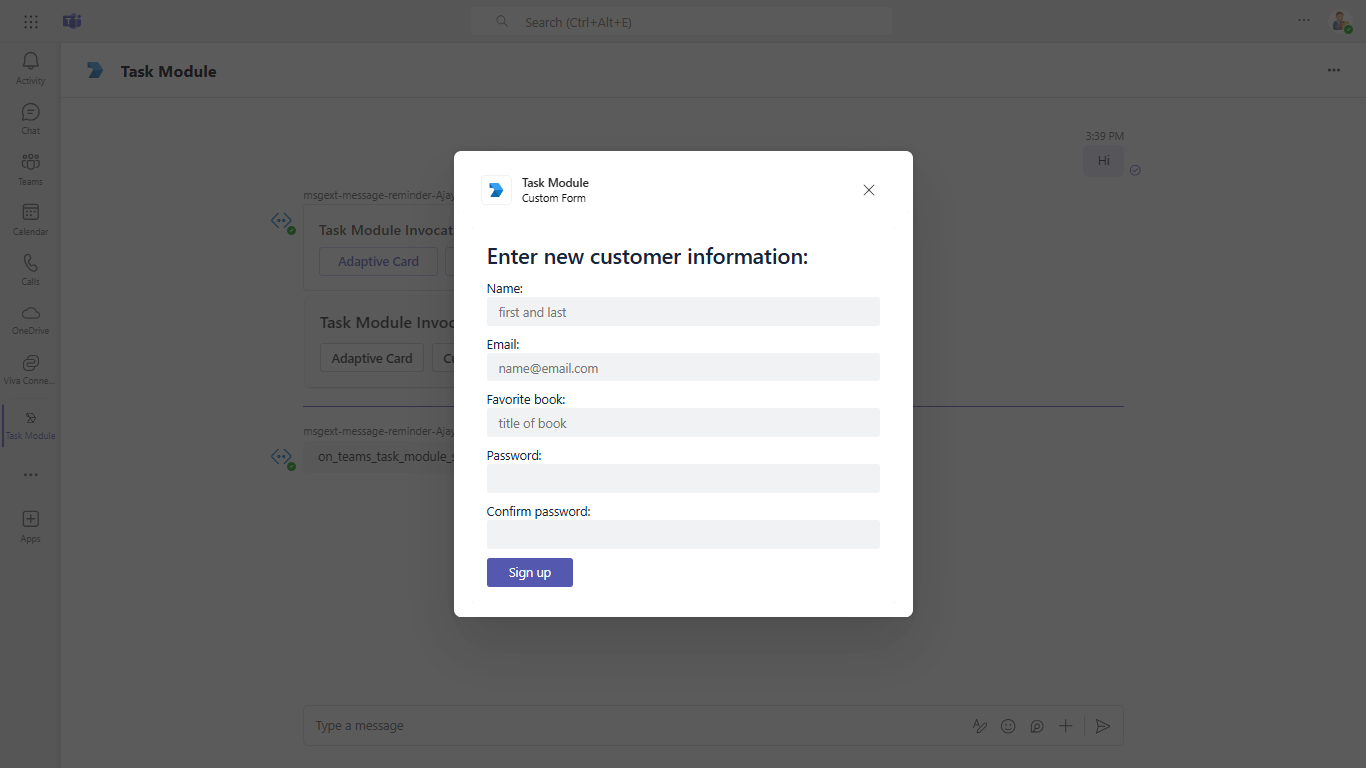 Search (Ctrl+Alt+E)
Activity
Chat
Teams
Calendar
Calls
OneDrive
Viva Conne...
Task Module
Apps
Task Module
3:39 PM
Hi
msgext-message-reminder-Ajay
Task Module Invocat
Adaptive Card
Task Module Invoc
Adaptive Card
msgext-message-reminder-Ajay
on_teams_task_module_s
Task Module
Custom Form
Enter new customer information:
Name:
first and last
Email:
name@email.com
Favorite book:
title of book
Password:
Confirm password:
Sign up
Type a message